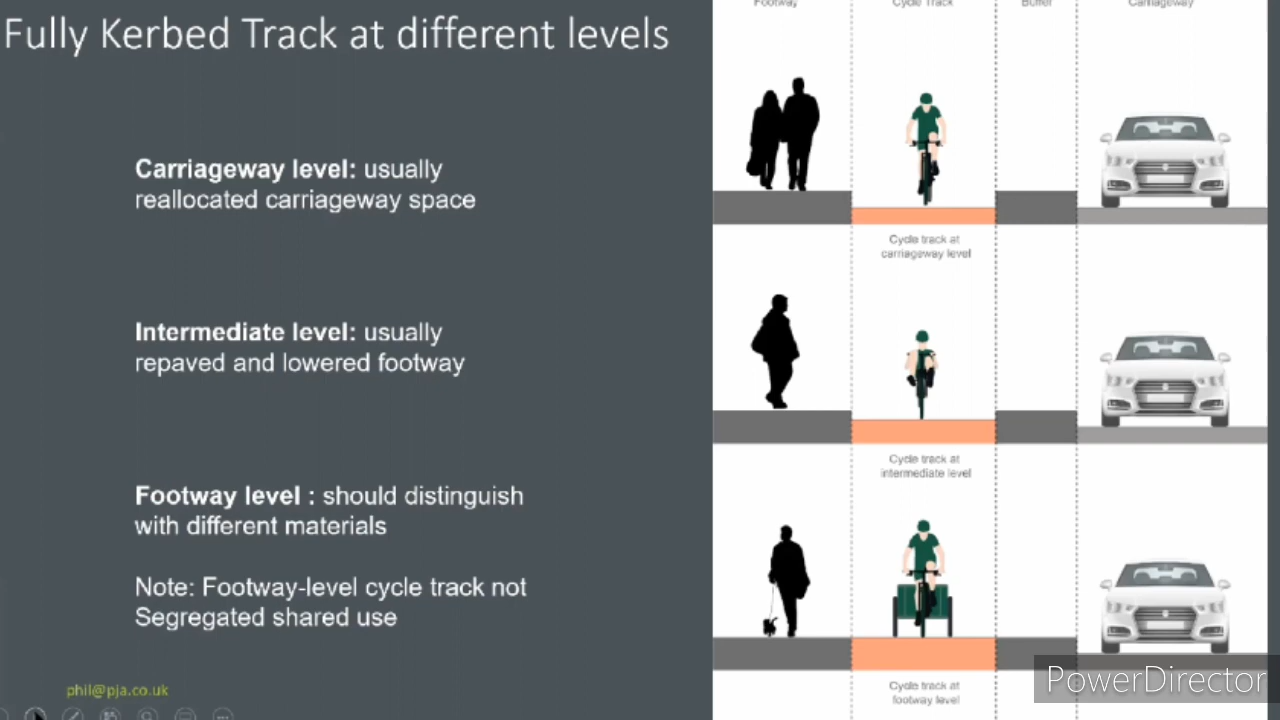 Fully Kerbed Track at different levels
Carriageway level: usually
reallocated carriageway space
Intermediate level: usually
repaved and lowered footway
Footway level : should distinguish
with different materials
Note: Footway-level cycle track not
Segregated shared use
phil@pja.co.uk
Footway
Cycle Track
Buffer
Carriageway
Cycle track at
carriageway level
Cycle track at
intermediate level
Cycle track at
footway level
PowerDirector